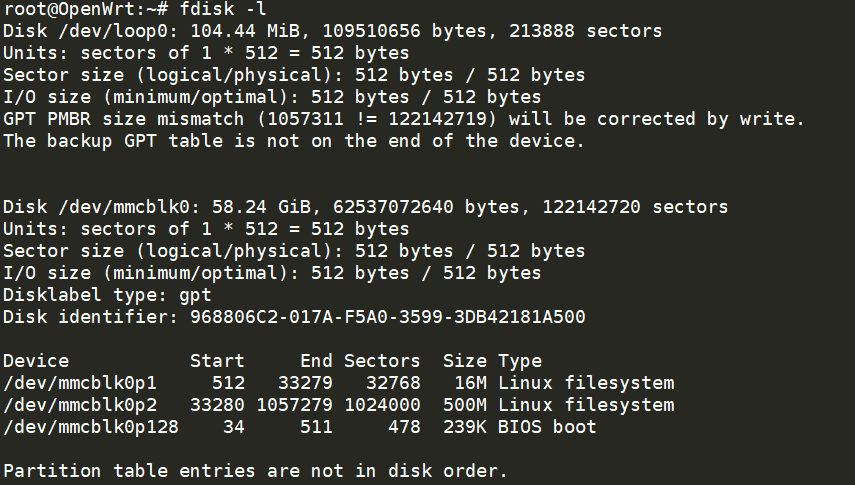 root@OpenWrt:~# fdisk -l
Disk /dev/loop0: 104.44 MiB, 109510656 bytes, 213888 sectors
Units: sectors of 1 * 512 = 512 bytes
Sector size (logical/physical): 512 bytes / 512 bytes
I/O size (minimum/optimal): 512 bytes / 512 bytes
GPT PMBR size mismatch (1057311 != 122142719) will be corrected by write.
The backup GPT table is not on the end of the device.
Disk /dev/mmcblk0: 58.24 GiB, 62537072640 bytes, 122142720 sectors
Units: sectors of 1 * 512 = 512 bytes
Sector size (logical/physical): 512 bytes / 512 bytes
I/O size (minimum/optimal): 512 bytes / 512 bytes
Disklabel type: gpt
Disk identifier: 968806C2-017A-F5A0-3599-3DB42181A500
Device Start End Sectors Size Type
/dev/mmcblk0p1 512 33279 32768 16M Linux filesystem
/dev/mmcblk0p2 33280 1057279 1024000 500M Linux filesystem
/dev/mmcblk0p128 34 511 478 239K BIOS boot
Partition table entries are not in disk order.